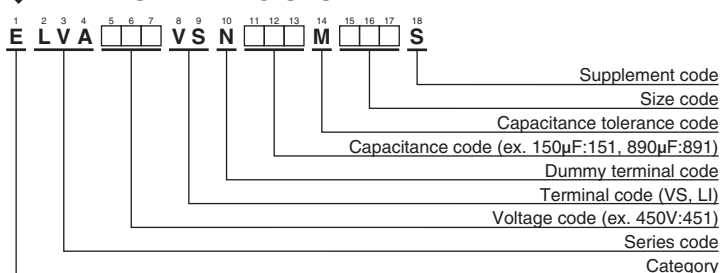 1 2 3 4 5 6 7 8 9 10 11 12 13 14 15 16 17 18
E L V A □□□ V S N □□□ M □□□ S
Supplement code
Size code
Capacitance tolerance code
Capacitance code (ex. 150μF:151, 890μF:891)
Dummy terminal code
Terminal code (VS, LI)
Voltage code (ex. 450V:451)
Series code
Category